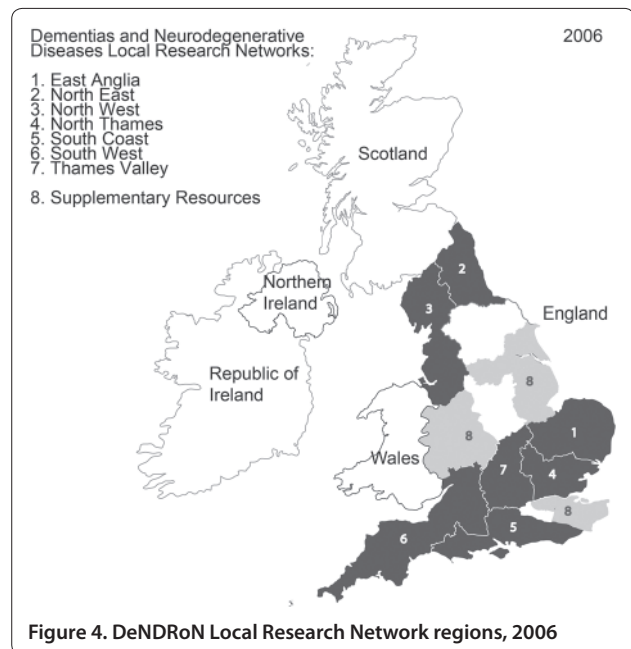 Dementias and Neurodegenerative
Diseases Local Research Networks:
2006
1. East Anglia
2. North East
3. North West
4. North Thames
5. South Coast
6. South West
7. Thames Valley
8. Supplementary Resources
Scotland
2
Northern
Ireland
3
England
Republic of
Ireland
8
1
8
Wales
7
4
8
5
6
Figure 4. DeNDRoN Local Research Network regions, 2006